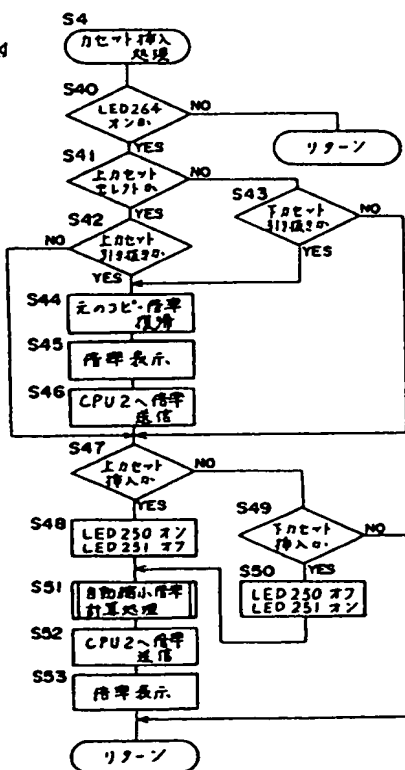 S4
カセット挿入
処理
S40
LED264
オンか
NO
YES
リターン
S41
上カセット
セレクトか
NO
YES
S42
上カセット
引き抜きか
NO
YES
S43
下カセット
引き抜きか
NO
YES
S44
元のコピー倍率
復帰
S45
倍率表示
S46
CPU2へ倍率
送信
S47
上カセット
挿入か
NO
YES
S48
LED250 オン
LED251 オフ
S49
下カセット
挿入か
NO
YES
S50
LED250 オフ
LED251 オン
S51
自動縮小倍率
計算処理
S52
CPU2へ倍率
送信
S53
倍率表示
リターン